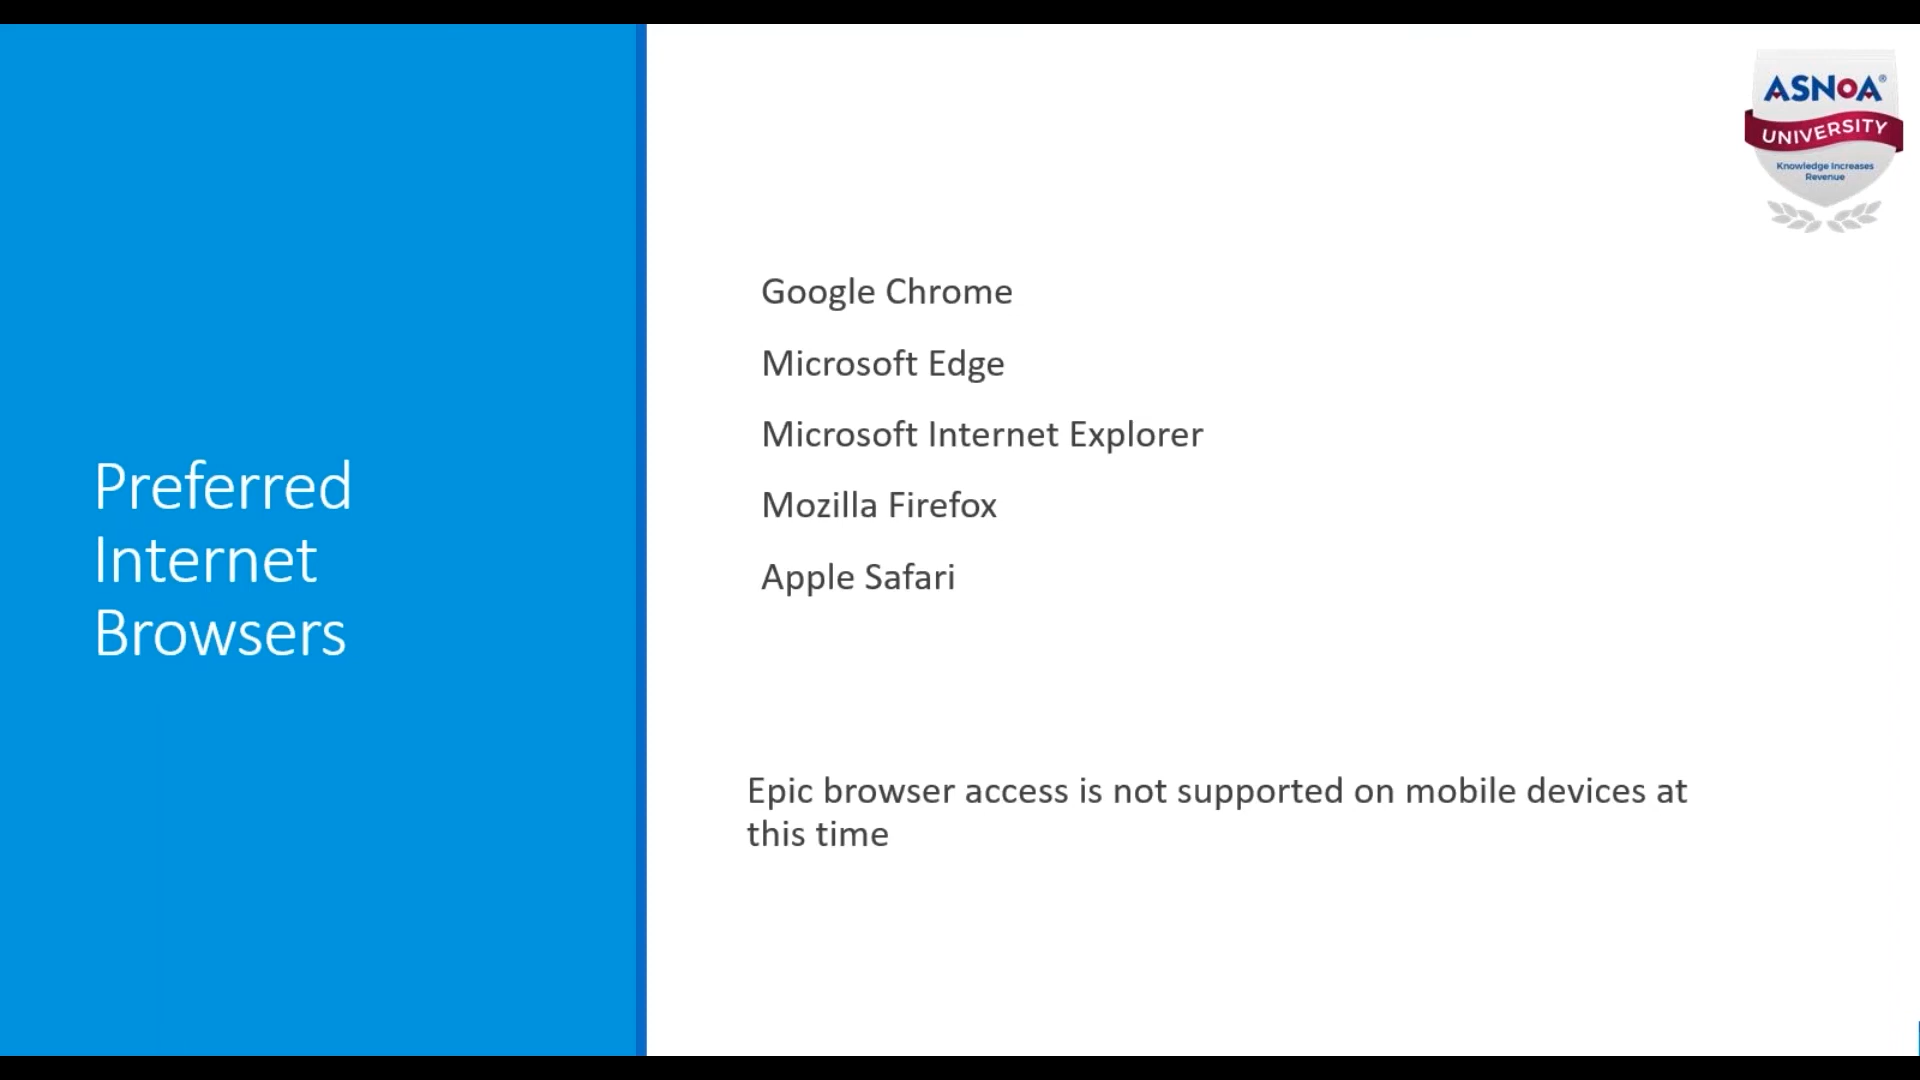 ASNOA®
UNIVERSITY
Knowledge Increases
Revenue
Preferred
Internet
Browsers
Google Chrome
Microsoft Edge
Microsoft Internet Explorer
Mozilla Firefox
Apple Safari
Epic browser access is not supported on mobile devices at
this time